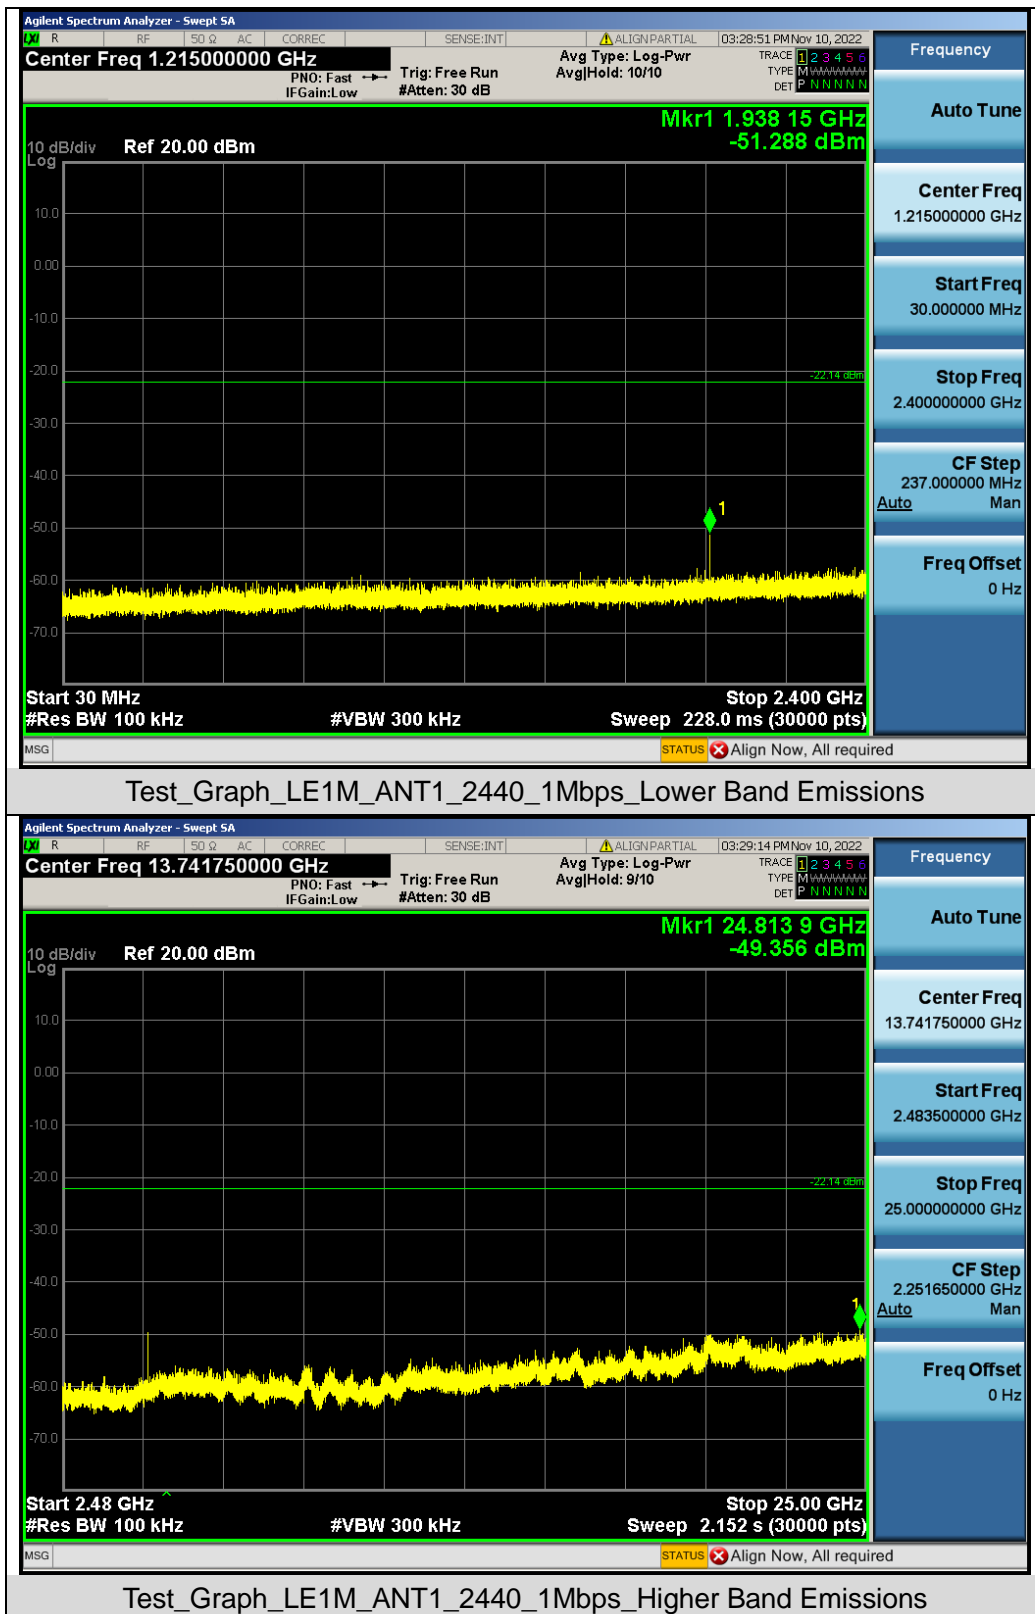 Agilent Spectrum Analyzer - Swept SA
LXI R RF 50 Ω AC CORREC SENSE:INT ALIGN PARTIAL 03:28:51 PM Nov 10, 2022
Center Freq 1.215000000 GHz
PNO: Fast
IFGain:Low
Trig: Free Run
#Atten: 30 dB
Avg Type: Log-Pwr
Avg|Hold: 10/10
TRACE 1 2 3 4 5 6
TYPE M
DET P N N N N N
Mkr1 1.938 15 GHz
-51.288 dBm
10 dB/div
Log
Ref 20.00 dBm
10.0
0.00
-10.0
-20.0
-22.14 dBm
-30.0
-40.0
1
-50.0
-60.0
-70.0
Start 30 MHz
Stop 2.400 GHz
#Res BW 100 kHz
#VBW 300 kHz
Sweep 228.0 ms (30000 pts)
MSG
STATUS Align Now, All required
Frequency
Auto Tune
Center Freq
1.215000000 GHz
Start Freq
30.000000 MHz
Stop Freq
2.400000000 GHz
CF Step
237.000000 MHz
Auto Man
Freq Offset
0 Hz
Test_Graph_LE1M_ANT1_2440_1Mbps_Lower Band Emissions
Agilent Spectrum Analyzer - Swept SA
LXI R RF 50 Ω AC CORREC SENSE:INT ALIGN PARTIAL 03:29:14 PM Nov 10, 2022
Center Freq 13.741750000 GHz
PNO: Fast
IFGain:Low
Trig: Free Run
#Atten: 30 dB
Avg Type: Log-Pwr
Avg|Hold: 9/10
TRACE 1 2 3 4 5 6
TYPE M
DET P N N N N N
Mkr1 24.813 9 GHz
-49.356 dBm
10 dB/div
Log
Ref 20.00 dBm
10.0
0.00
-10.0
-20.0
-22.14 dBm
-30.0
-40.0
1
-50.0
-60.0
-70.0
Start 2.48 GHz
Stop 25.00 GHz
#Res BW 100 kHz
#VBW 300 kHz
Sweep 2.152 s (30000 pts)
MSG
STATUS Align Now, All required
Frequency
Auto Tune
Center Freq
13.741750000 GHz
Start Freq
2.483500000 GHz
Stop Freq
25.000000000 GHz
CF Step
2.251650000 GHz
Auto Man
Freq Offset
0 Hz
Test_Graph_LE1M_ANT1_2440_1Mbps_Higher Band Emissions